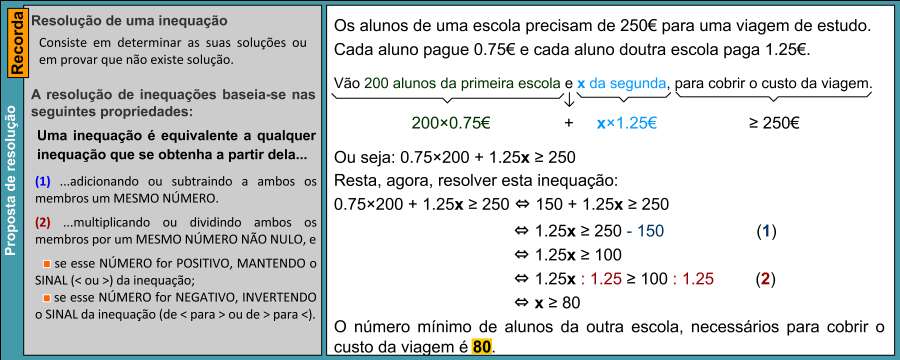 Proposta de resolução
Recorda
Resolução de uma inequação
Consiste em determinar as suas soluções ou
em provar que não existe solução.
A resolução de inequações baseia-se nas
seguintes propriedades:
Uma inequação é equivalente a qualquer
inequação que se obtenha a partir dela...
(1) ...adicionando ou subtraindo a ambos os
membros um MESMO NÚMERO.
(2) ...multiplicando ou dividindo ambos os
membros por um MESMO NÚMERO NÃO NULO, e
se esse NÚMERO for POSITIVO, MANTENDO o
SINAL (< ou >) da inequação;
se esse NÚMERO for NEGATIVO, INVERTENDO
o SINAL da inequação (de < para > ou de > para <).
Os alunos de uma escola precisam de 250€ para uma viagem de estudo.
Cada aluno pague 0.75€ e cada aluno doutra escola paga 1.25€.
Vão 200 alunos da primeira escola e x da segunda, para cobrir o custo da viagem.
200×0.75€ + x×1.25€ ≥ 250€
Ou seja: 0.75×200 + 1.25x ≥ 250
Resta, agora, resolver esta inequação:
0.75×200 + 1.25x ≥ 250 ⇔ 150 + 1.25x ≥ 250
⇔ 1.25x ≥ 250 - 150 (1)
⇔ 1.25x ≥ 100
⇔ 1.25x : 1.25 ≥ 100 : 1.25 (2)
⇔ x ≥ 80
O número mínimo de alunos da outra escola, necessários para cobrir o
custo da viagem é 80.